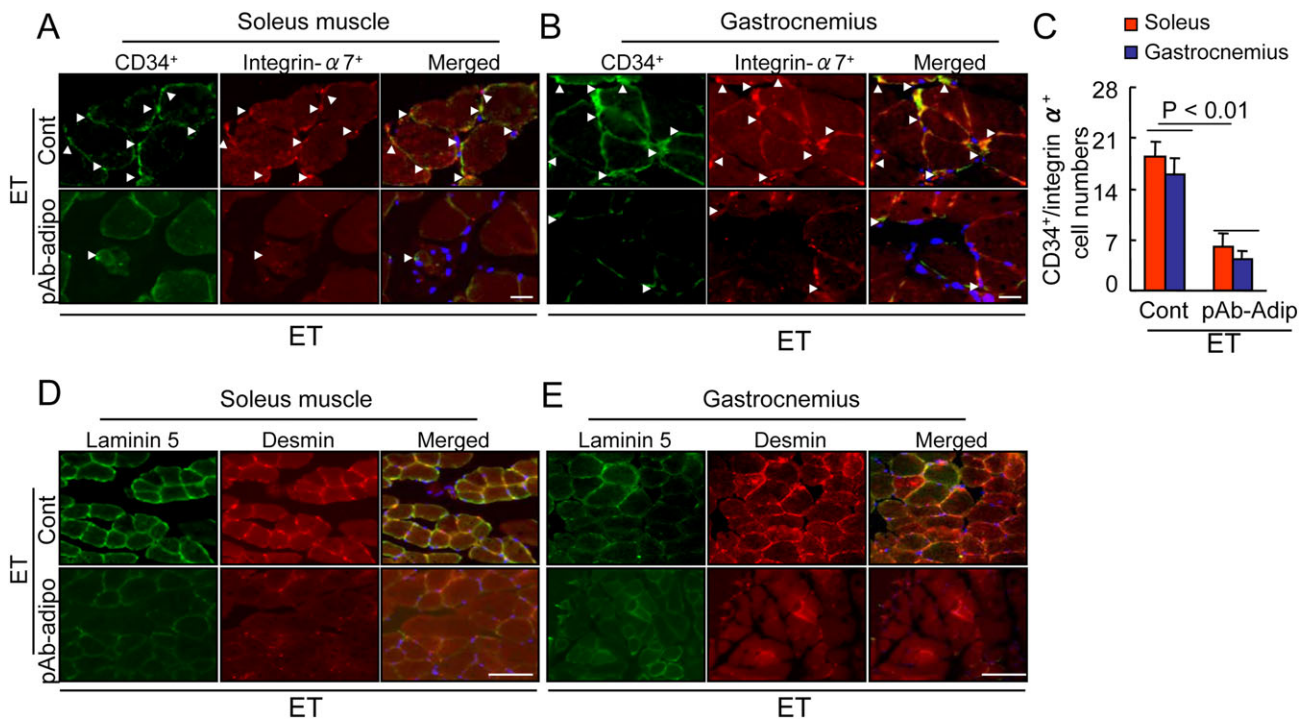 A
Soleus muscle
CD34⁺
Integrin-α7⁺
Merged
ET
Cont
pAb-adipo
ET
B
Gastrocnemius
CD34⁺
Integrin-α7⁺
Merged
ET
C
Soleus
Gastrocnemius
CD34⁺/integrin α⁺
cell numbers
28
21
14
7
0
P < 0.01
Cont
pAb-Adip
ET
D
Soleus muscle
Laminin 5
Desmin
Merged
ET
Cont
pAb-adipo
ET
E
Gastrocnemius
Laminin 5
Desmin
Merged
ET